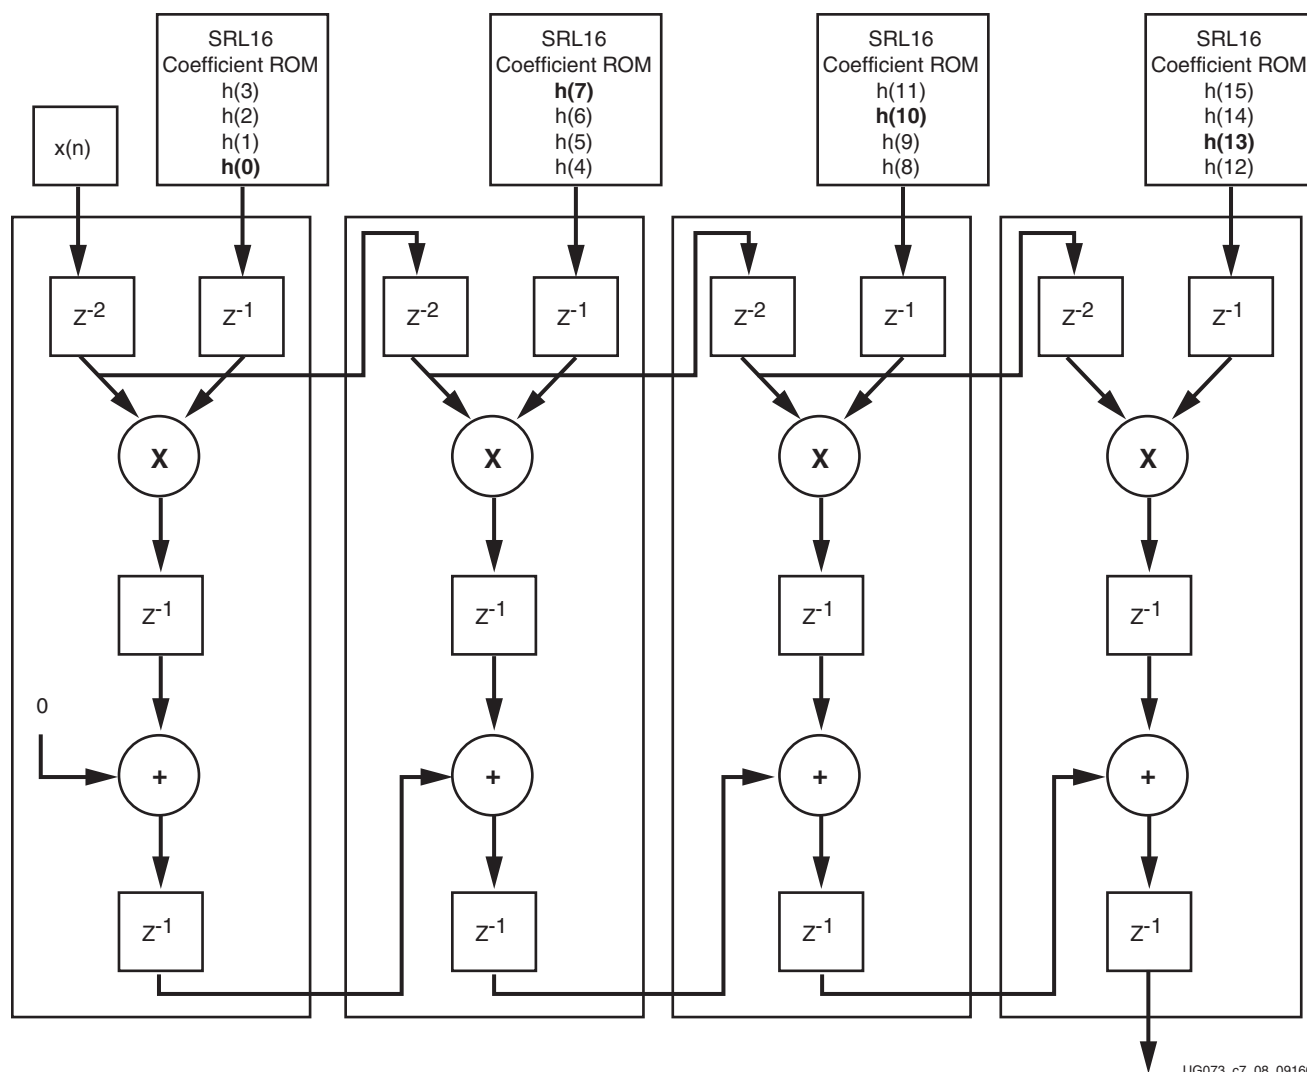 SRL16
Coefficient ROM
h(3)
h(2)
h(1)
h(0)
SRL16
Coefficient ROM
h(7)
h(6)
h(5)
h(4)
SRL16
Coefficient ROM
h(11)
h(10)
h(9)
h(8)
SRL16
Coefficient ROM
h(15)
h(14)
h(13)
h(12)
x(n)
Z-2
Z-1
Z-2
Z-1
Z-2
Z-1
Z-2
Z-1
X
X
X
X
Z-1
Z-1
Z-1
Z-1
0
+
+
+
+
Z-1
Z-1
Z-1
Z-1